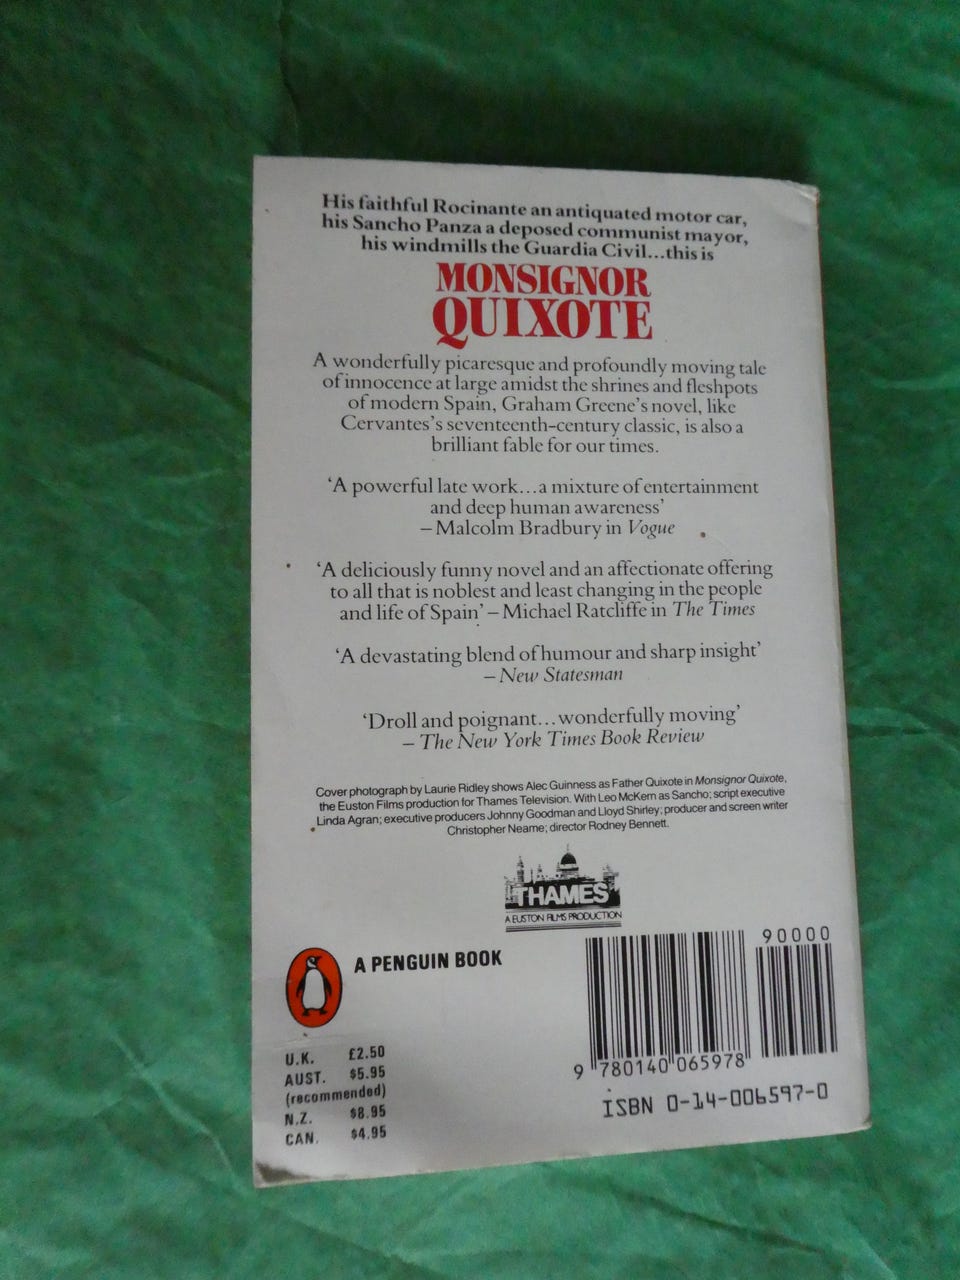 His faithful Rocinante an antiquated motor car,
his Sancho Panza a deposed communist mayor,
his windmills the Guardia Civil...this is
MONSIGNOR
QUIXOTE
A wonderfully picaresque and profoundly moving tale
of innocence at large amidst the shrines and fleshpots
of modern Spain, Graham Greene's novel, like
Cervantes's seventeenth-century classic, is also a
brilliant fable for our times.
'A powerful late work...a mixture of entertainment
and deep human awareness'
– Malcolm Bradbury in Vogue
'A deliciously funny novel and an affectionate offering
to all that is noblest and least changing in the people
and life of Spain' – Michael Ratcliffe in The Times
'A devastating blend of humour and sharp insight'
– New Statesman
'Droll and poignant...wonderfully moving'
– The New York Times Book Review
Cover photograph by Laurie Ridley shows Alec Guinness as Father Quixote in Monsignor Quixote,
the Euston Films production for Thames Television. With Leo McKern as Sancho; script executive
Linda Agran; executive producers Johnny Goodman and Lloyd Shirley; producer and screen writer
Christopher Neame; director Rodney Bennett.
THAMES
A EUSTON FILMS PRODUCTION
A PENGUIN BOOK
U.K. £2.50
AUST. $5.95
(recommended)
N.Z. $8.95
CAN. $4.95
90000
9 780140 065978
ISBN 0-14-006597-0